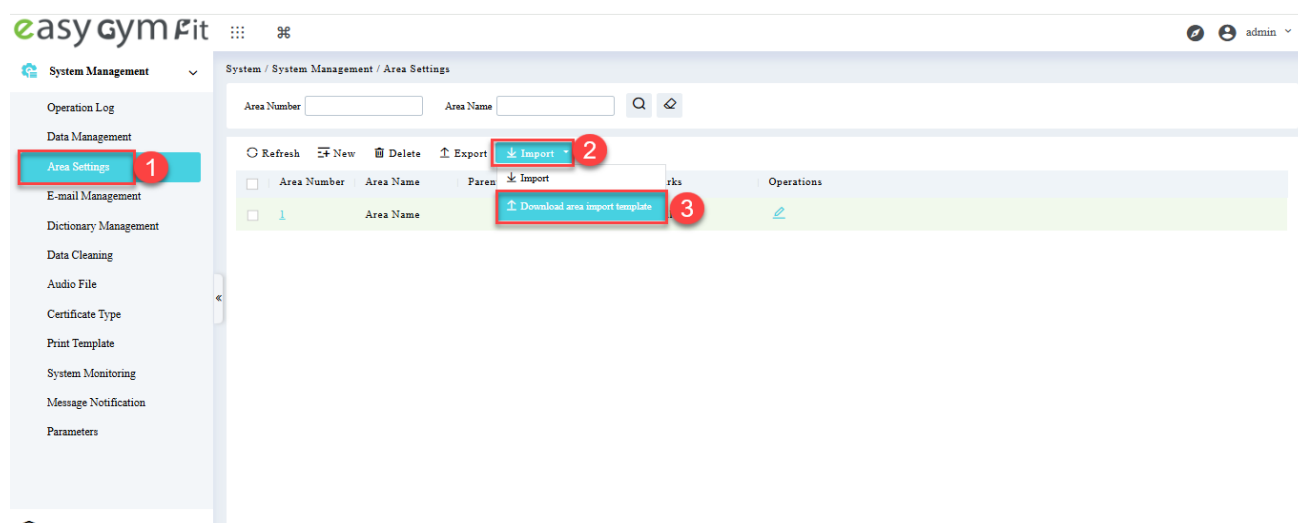 easy Gym Fit
admin
System Management
System / System Management / Area Settings
Operation Log
Area Number
Area Name
Data Management
Area Settings
1
Refresh
New
Delete
Export
Import
2
Import
Area Number
Area Name
Paren
rks
Operations
E-mail Management
Download area import template
3
1
Area Name
Dictionary Management
Data Cleaning
Audio File
Certificate Type
Print Template
System Monitoring
Message Notification
Parameters